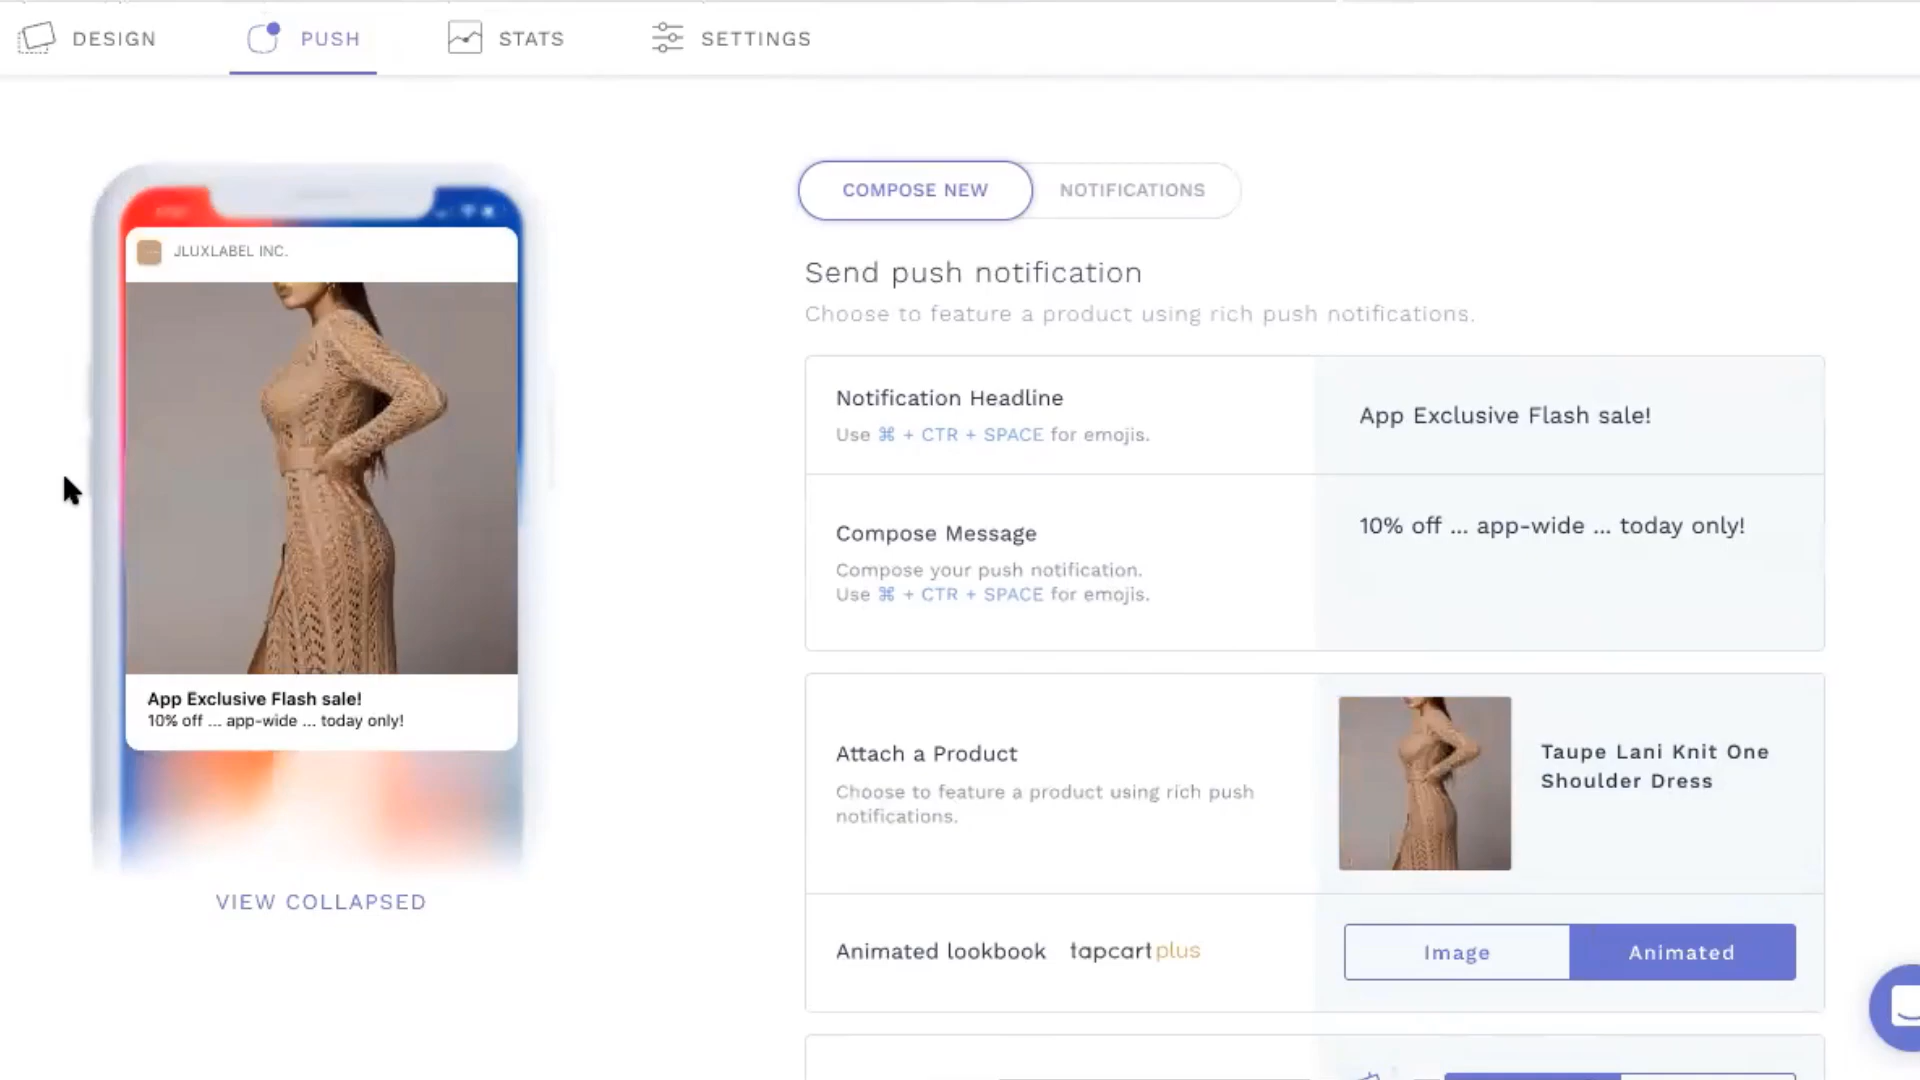 DESIGN
PUSH
STATS
SETTINGS
COMPOSE NEW
NOTIFICATIONS
JLUXLABEL INC.
App Exclusive Flash sale!
10% off ... app-wide ... today only!
VIEW COLLAPSED
Send push notification
Choose to feature a product using rich push notifications.
Notification Headline
Use ⌘ + CTR + SPACE for emojis.
App Exclusive Flash sale!
Compose Message
Compose your push notification.
Use ⌘ + CTR + SPACE for emojis.
10% off ... app-wide ... today only!
Attach a Product
Choose to feature a product using rich push
notifications.
Taupe Lani Knit One
Shoulder Dress
Animated lookbook tapcart plus
Image
Animated